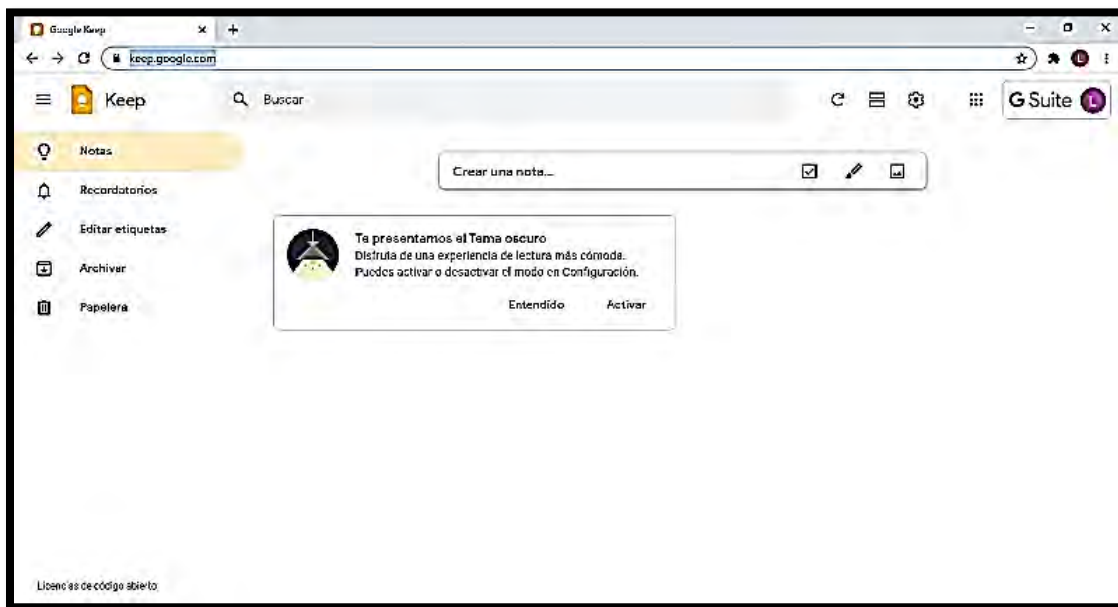 Google Keep
keep.google.com
Keep
Buscar
G Suite L
Notas
Crear una nota...
Recordatorios
Editar etiquetas
Te presentamos el Tema oscuro
Disfruta de una experiencia de lectura más cómoda.
Puedes activar o desactivar el modo en Configuración.
Archivar
Entendido Activar
Papelera
Licencias de código abierto